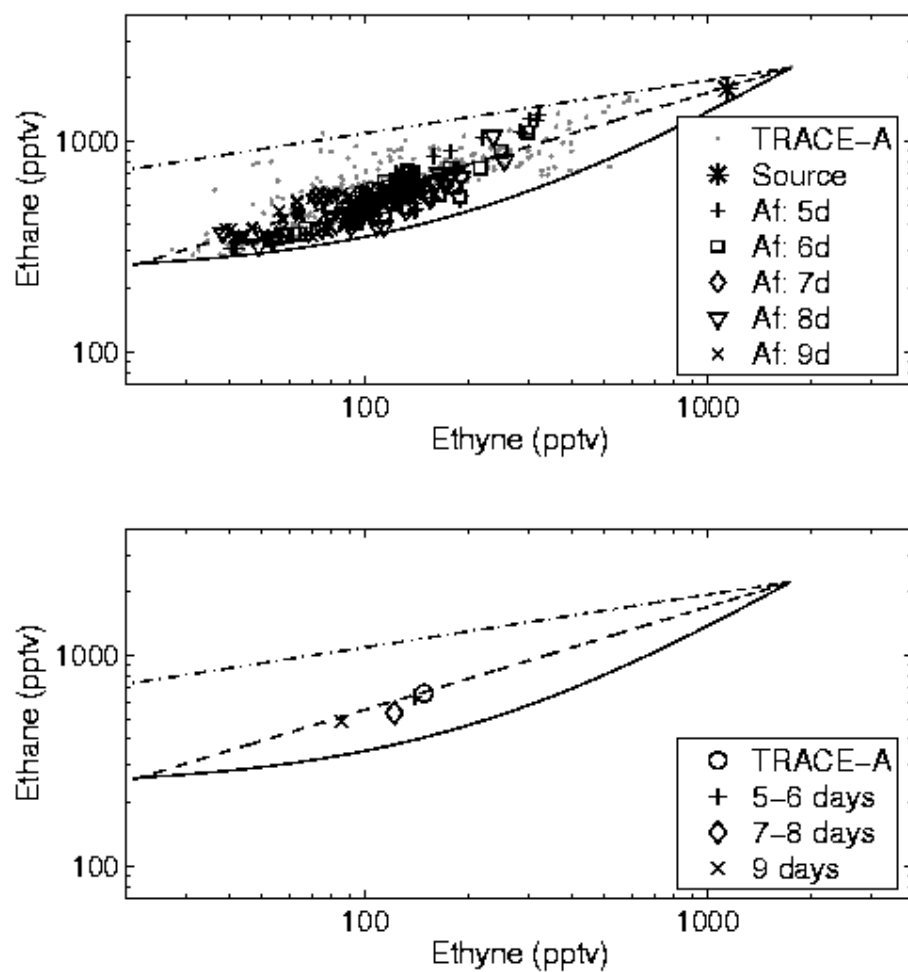 1000
100
Ethane (pptv)
TRACE-A
Source
Af: 5d
Af: 6d
Af: 7d
Af: 8d
Af: 9d
100
1000
Ethyne (pptv)
1000
100
Ethane (pptv)
TRACE-A
5-6 days
7-8 days
9 days
100
1000
Ethyne (pptv)